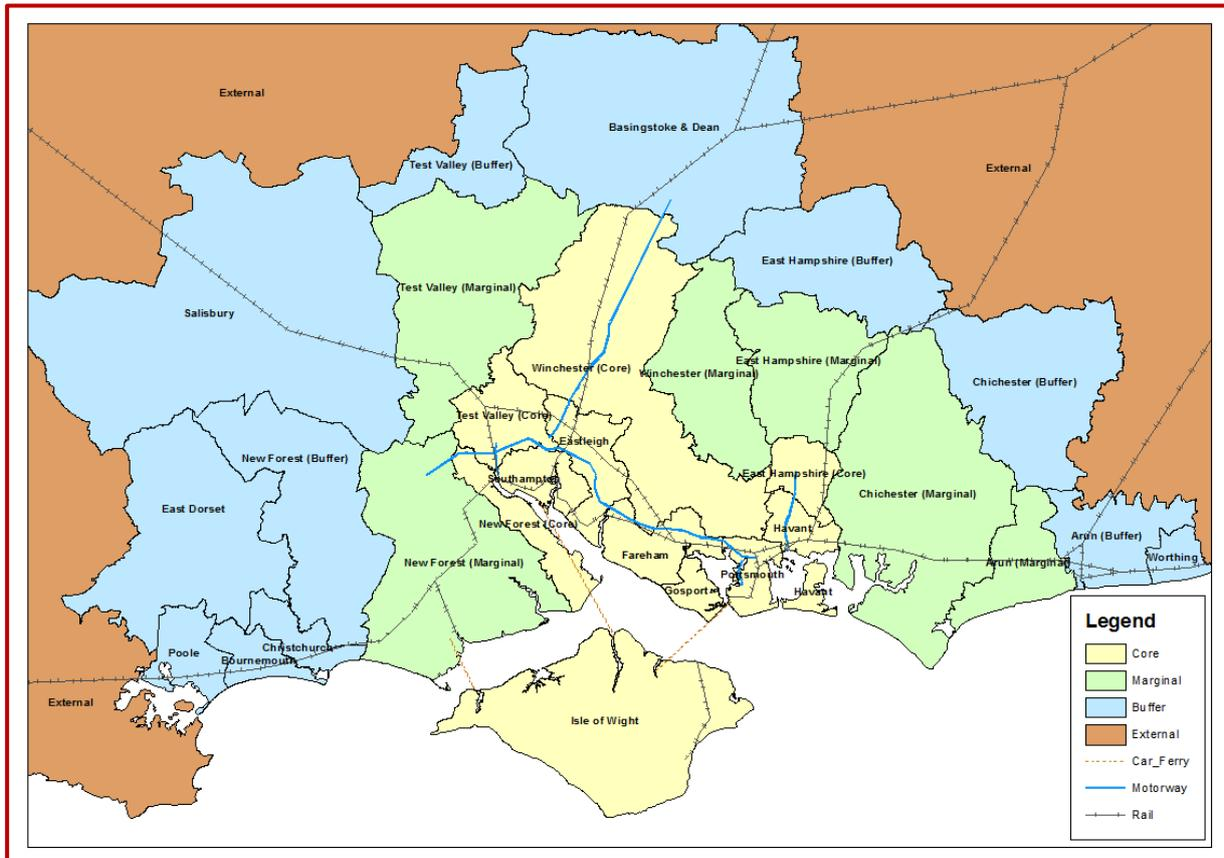 External
Basingstoke & Dean
Test Valley (Buffer)
External
East Hampshire (Buffer)
Test Valley (Marginal)
Salisbury
East Hampshire (Marginal)
Winchester (Core)
Winchester (Marginal)
Chichester (Buffer)
Test Valley (Core)
Eastleigh
New Forest (Buffer)
East Hampshire (Core)
Southampton
Chichester (Marginal)
East Dorset
New Forest (Core)
Havant
Arun (Buffer)
Fareham
Worthing
New Forest (Marginal)
Arun (Marginal)
Portsmouth
Gosport
Havant
Legend
Core
Marginal
Buffer
External
Car_Ferry
Motorway
Rail
Christchurch
Poole
Bournemouth
External
Isle of Wight